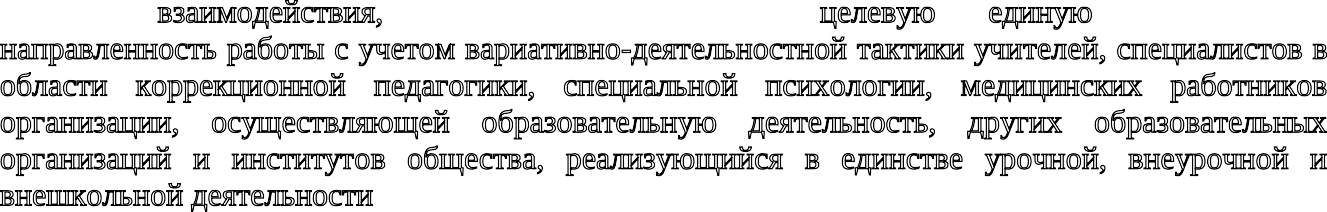 взаимодействия, целевую единую
направленность работы с учетом вариативно-деятельностной тактики учителей, специалистов в
области коррекционной педагогики, специальной психологии, медицинских работников
организации, осуществляющей образовательную деятельность, других образовательных
организаций и институтов общества, реализующийся в единстве урочной, внеурочной и
внешкольной деятельности